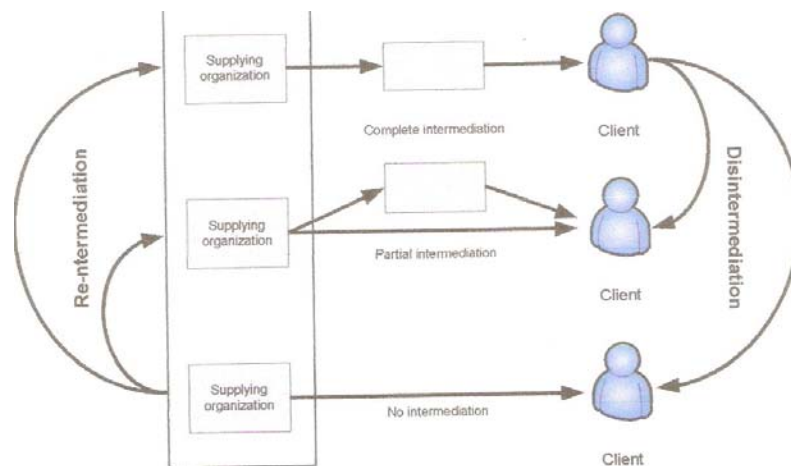 Supplying
organization
Complete intermediation
Client
Re-ntermediation
Disintermediation
Supplying
organization
Partial intermediation
Client
Supplying
organization
No intermediation
Client